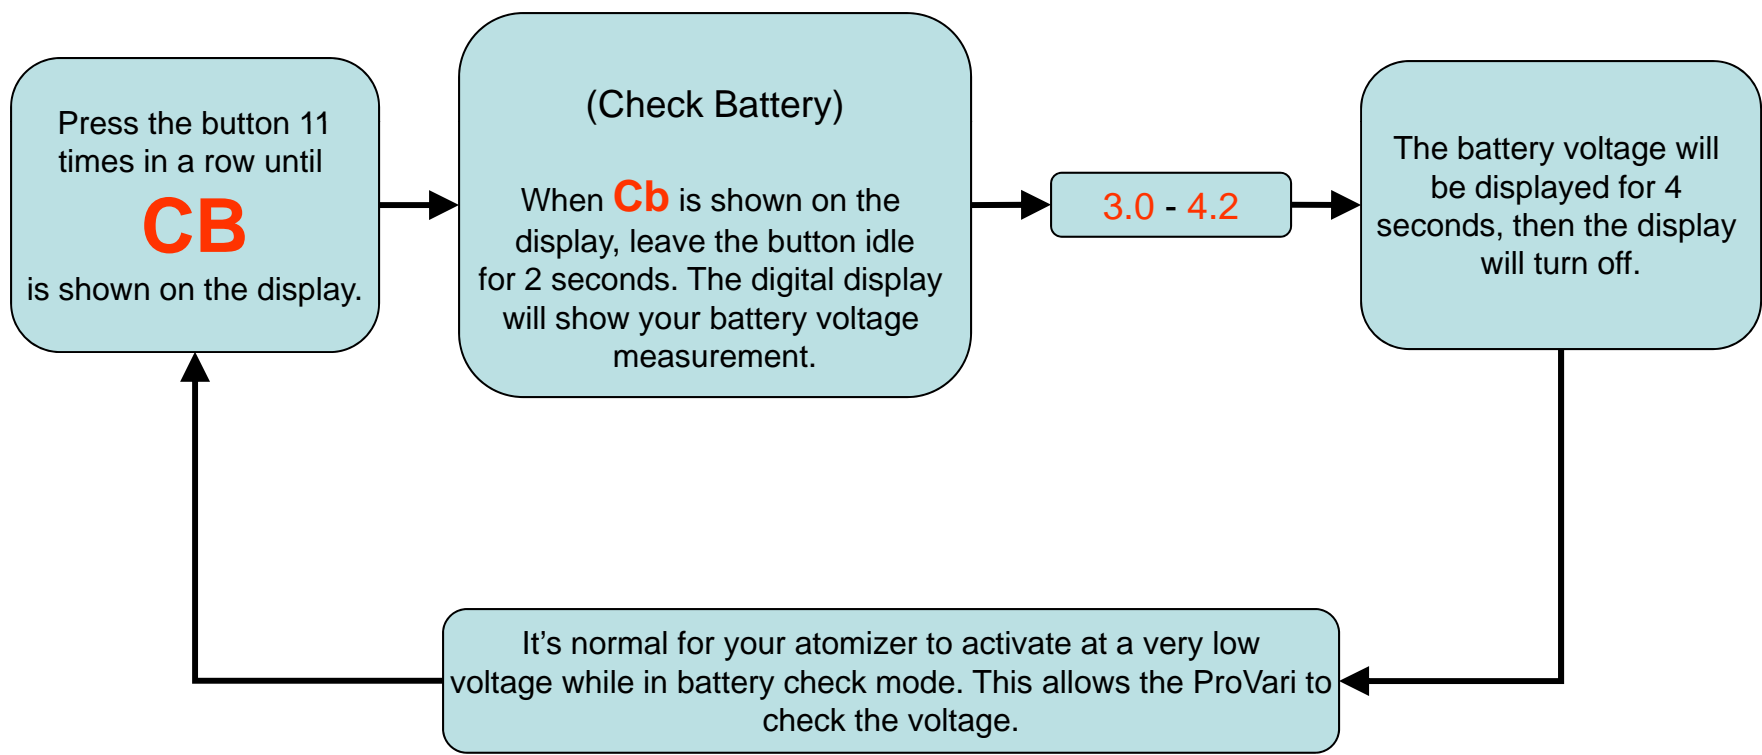 Press the button 11
times in a row until
CB
is shown on the display.
(Check Battery)
When Cb is shown on the
display, leave the button idle
for 2 seconds. The digital display
will show your battery voltage
measurement.
3.0 - 4.2
The battery voltage will
be displayed for 4
seconds, then the display
will turn off.
It’s normal for your atomizer to activate at a very low
voltage while in battery check mode. This allows the ProVari to
check the voltage.